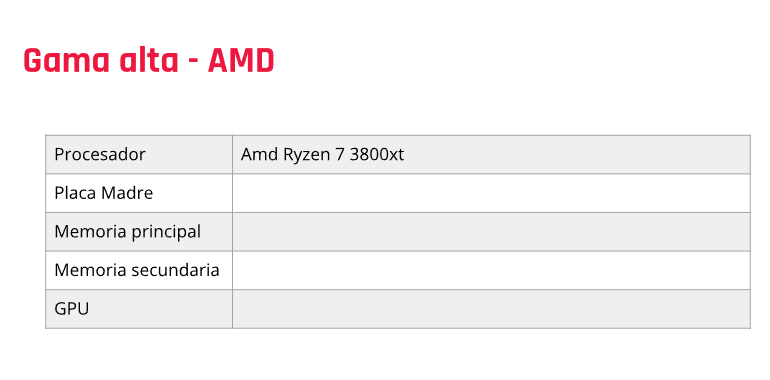 Gama alta - AMD
Procesador Amd Ryzen 7 3800xt
Placa Madre
Memoria principal
Memoria secundaria
GPU